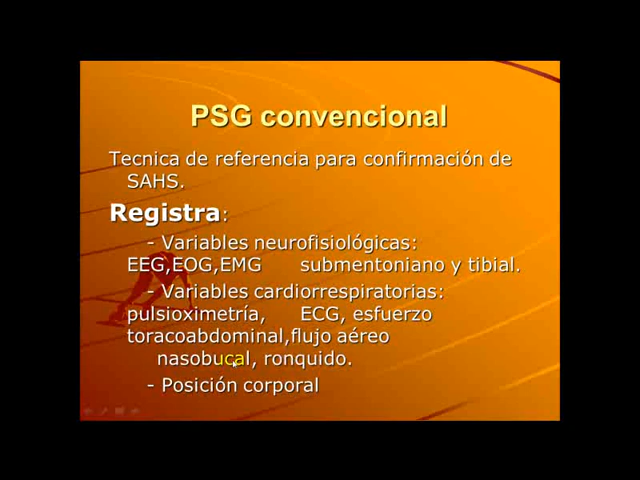 PSG convencional
Tecnica de referencia para confirmación de
SAHS.
Registra:
- Variables neurofisiológicas:
EEG,EOG,EMG submentoniano y tibial.
- Variables cardiorrespiratorias:
pulsioximetría, ECG, esfuerzo
toracoabdominal,flujo aéreo
nasobucal, ronquido.
- Posición corporal